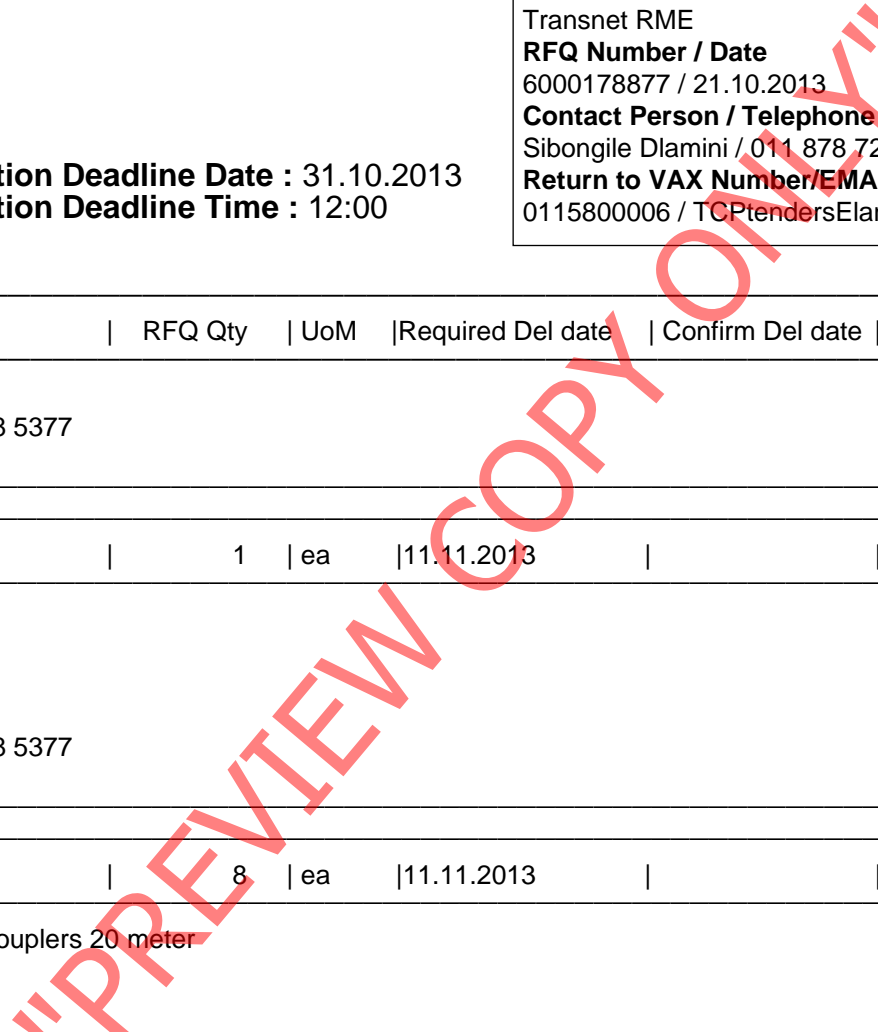 Transnet RME
RFQ Number / Date
6000178877 / 21.10.2013
Contact Person / Telephone
Sibongile Dlamini / 011 878 72
Return to VAX Number/EMA
0115800006 / TCPtendersElan
tion Deadline Date : 31.10.2013
tion Deadline Time : 12:00
| RFQ Qty | UoM |Required Del date | Confirm Del date |
5377
| 1 | ea |11.11.2013 | |
5377
| 8 | ea |11.11.2013 | |
ouplers 20 meter
"PREVIEW COPY ONLY"